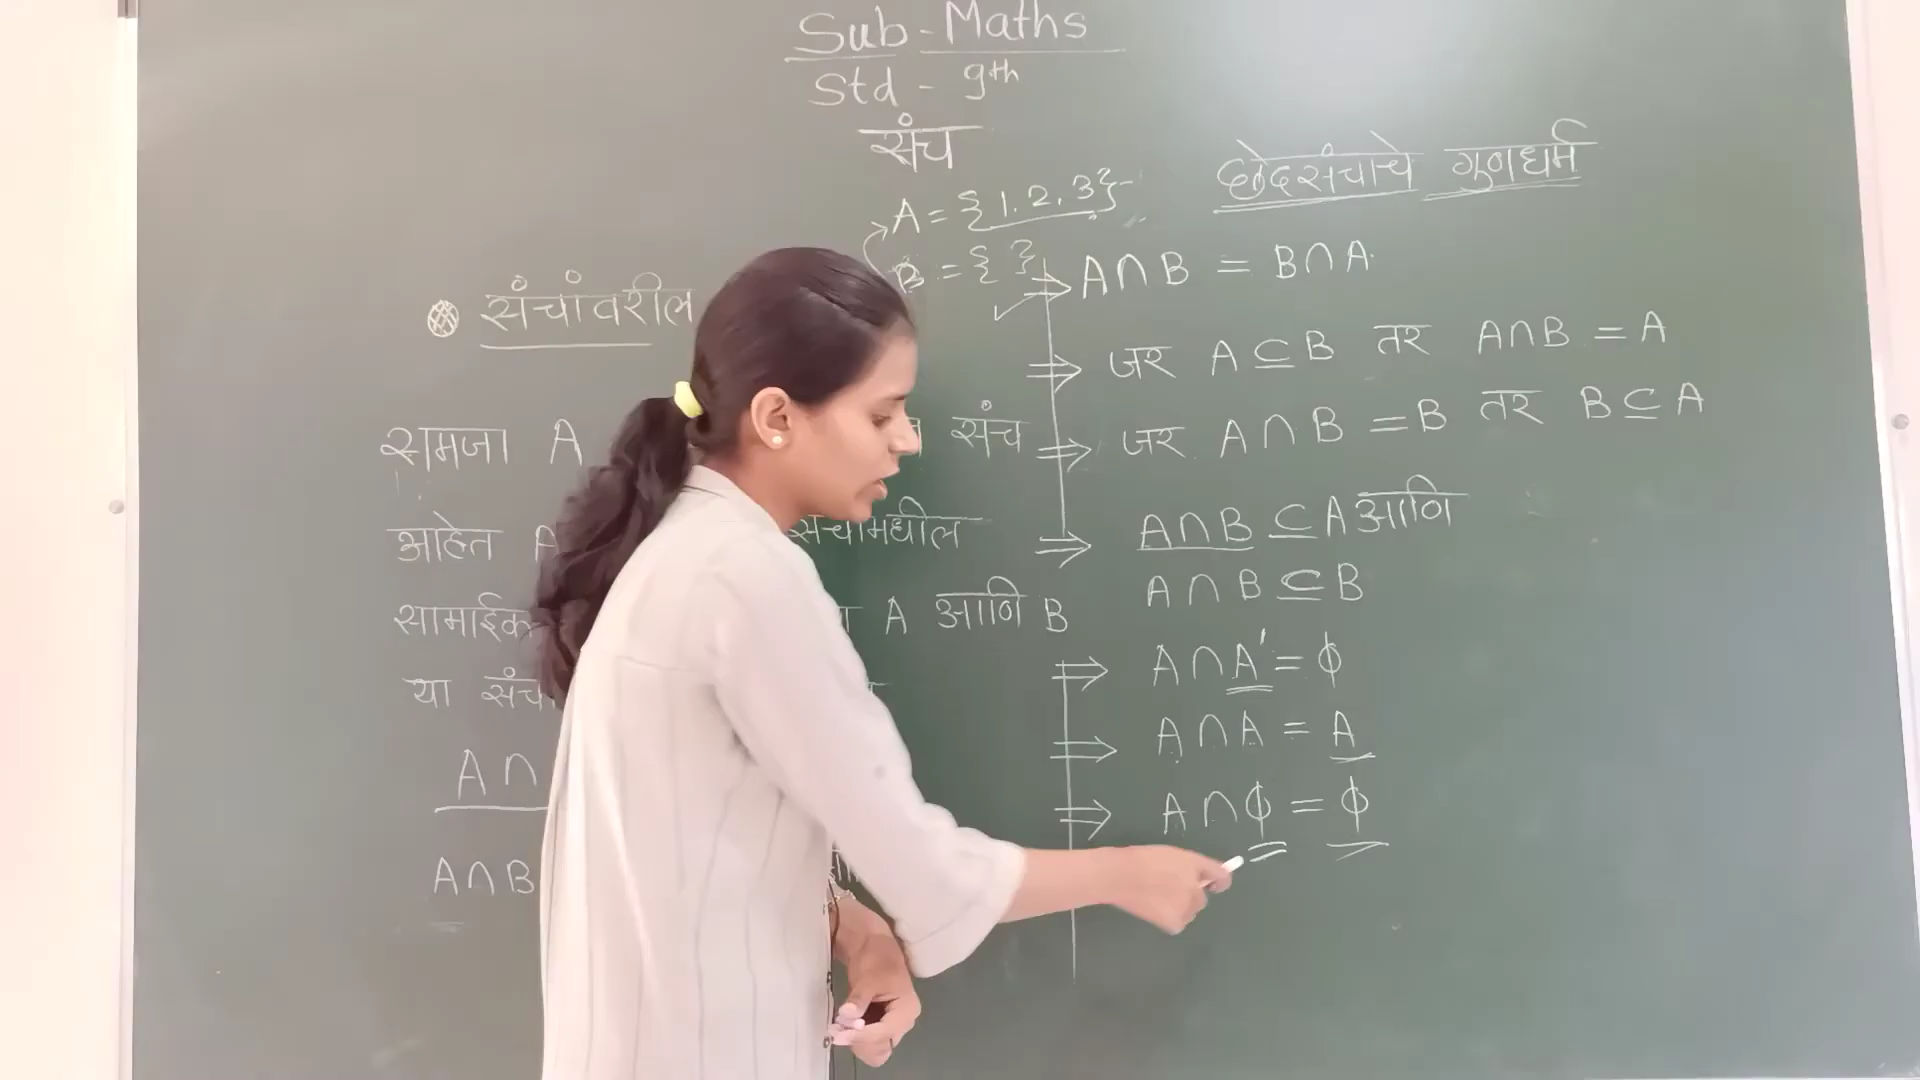 Sub - Maths
Std - 9th
संच
A = {1, 2, 3}
B = { }
संचांवरील
समजा A
संच
आहेत A
संचामधील
सामाईक
A आणि B
या संच
A ∩
A ∩ B
छेदसंचाचे गुणधर्म
⇒ A ∩ B = B ∩ A
⇒ जर A ⊆ B तर A ∩ B = A
⇒ जर A ∩ B = B तर B ⊆ A
⇒ A ∩ B ⊆ A आणि
A ∩ B ⊆ B
⇒ A ∩ A' = ϕ
⇒ A ∩ A = A
⇒ A ∩ ϕ = ϕ